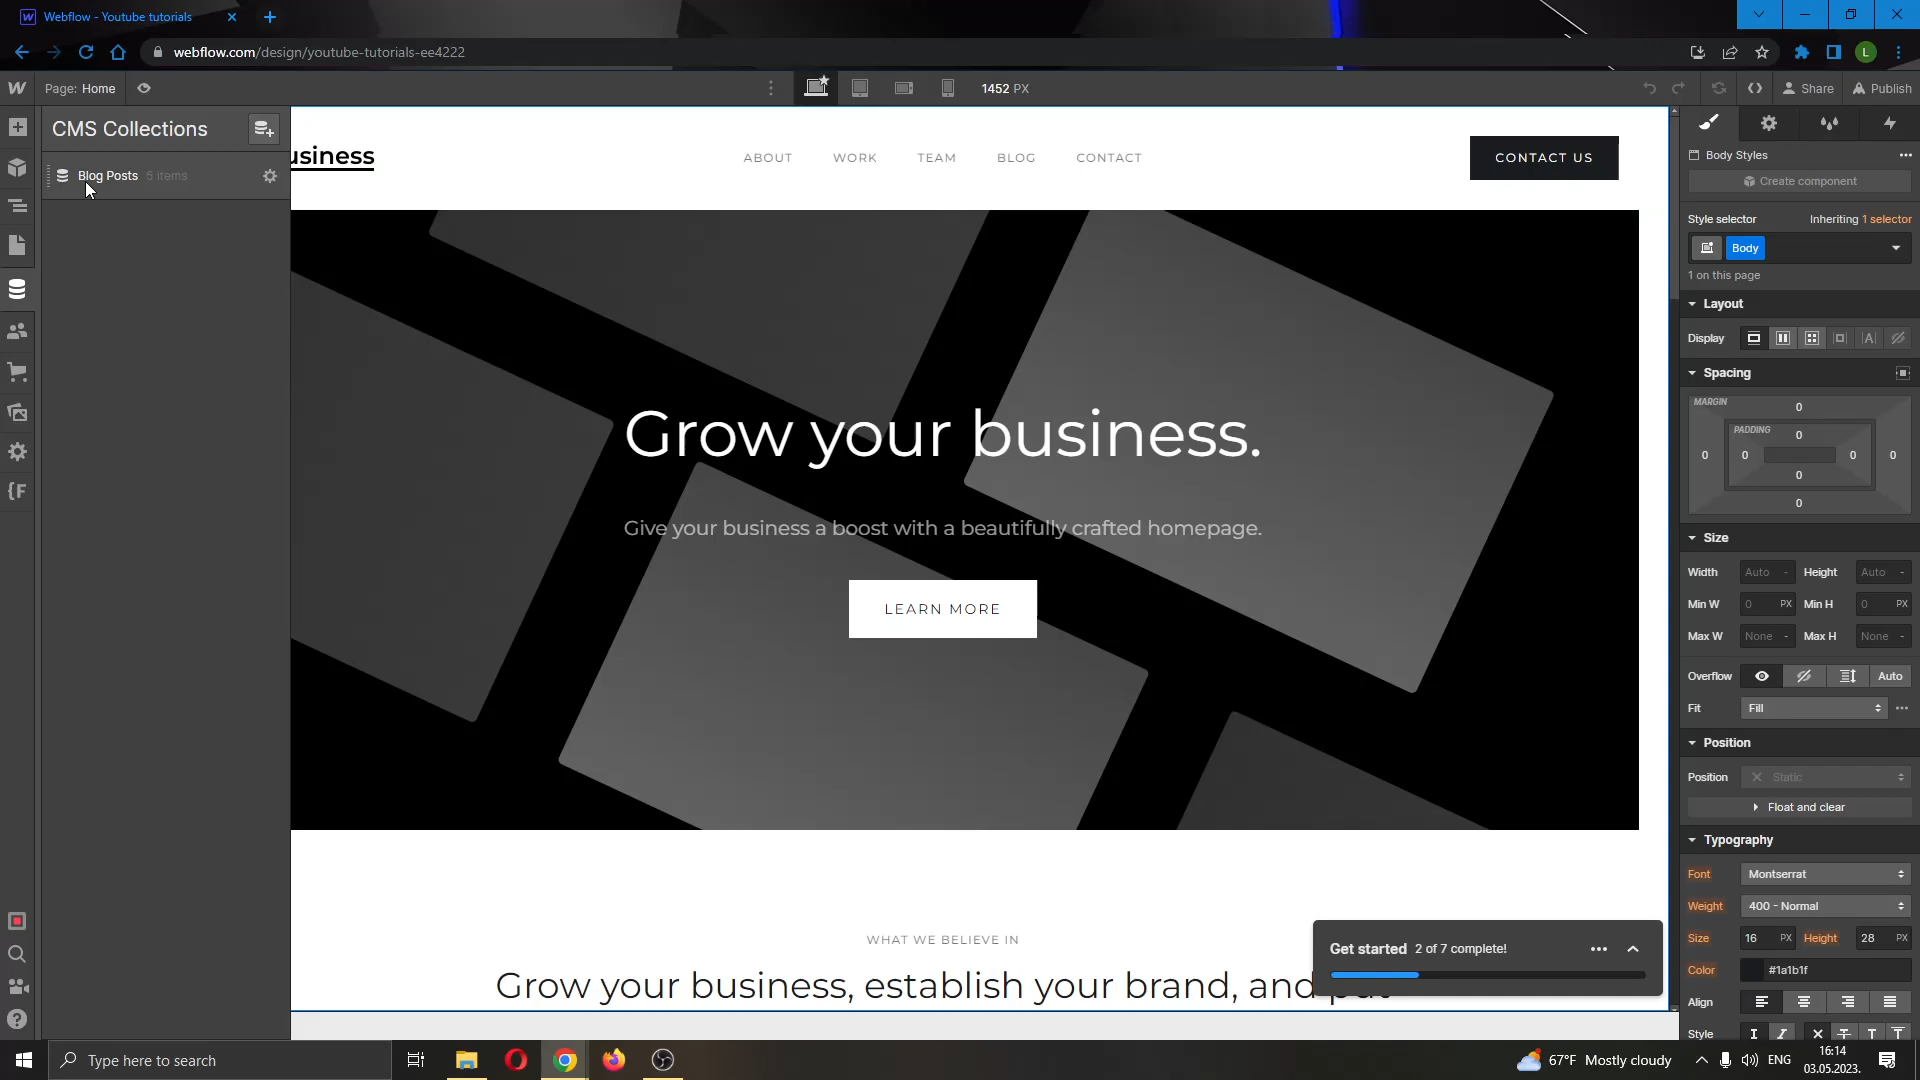 Webflow - Youtube tutorials
webflow.com/design/youtube-tutorials-ee4222
L
Page: Home
1452 PX
Share
Publish
CMS Collections
Blog Posts 5 items
usiness
ABOUT
WORK
TEAM
BLOG
CONTACT
CONTACT US
Grow your business.
Give your business a boost with a beautifully crafted homepage.
LEARN MORE
WHAT WE BELIEVE IN
Grow your business, establish your brand, and put
Get started 2 of 7 complete!
Body Styles
Create component
Style selector
Inheriting 1 selector
Body
1 on this page
Layout
Display
Spacing
MARGIN
0
PADDING
0
0
0
0
0
0
0
Size
Width Auto - Height Auto -
Min W 0 PX Min H 0 PX
Max W None - Max H None -
Overflow Auto
Fit Fill
Position
Position Static
Float and clear
Typography
Font Montserrat
Weight 400 - Normal
Size 16 PX Height 28 PX
Color #1a1b1f
Align
Style
Type here to search
67°F Mostly cloudy
ENG
16:14
03.05.2023.